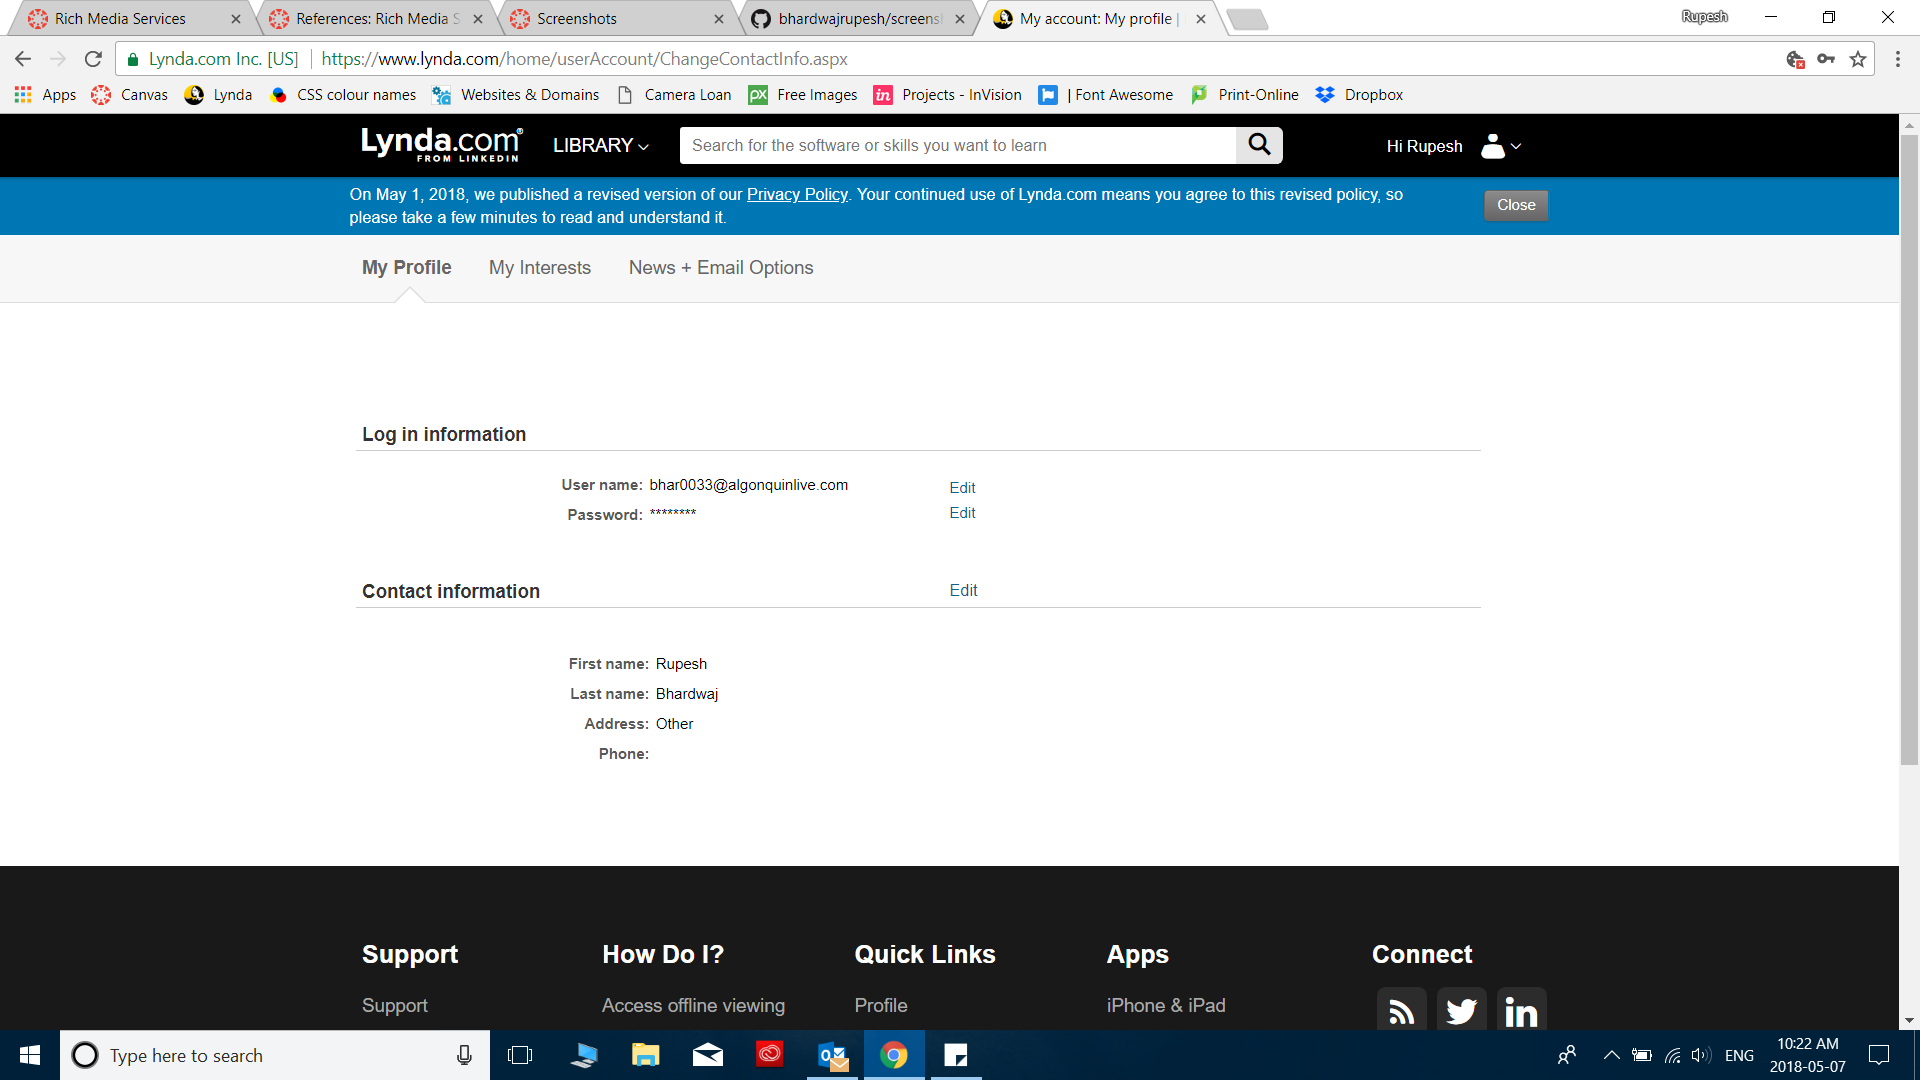 Rich Media Services
References: Rich Media S
Screenshots
bhardwajrupesh/screens
My account: My profile |
Rupesh
Lynda.com Inc. [US] | https://www.lynda.com/home/userAccount/ChangeContactInfo.aspx
Apps Canvas Lynda CSS colour names Websites & Domains Camera Loan Free Images Projects - InVision | Font Awesome Print-Online Dropbox
Lynda.com
FROM LINKEDIN
LIBRARY
Search for the software or skills you want to learn
Hi Rupesh
On May 1, 2018, we published a revised version of our Privacy Policy. Your continued use of Lynda.com means you agree to this revised policy, so
please take a few minutes to read and understand it.
Close
My Profile My Interests News + Email Options
Log in information
User name: bhar0033@algonquinlive.com Edit
Password: ******** Edit
Contact information Edit
First name: Rupesh
Last name: Bhardwaj
Address: Other
Phone:
Support How Do I? Quick Links Apps Connect
Support Access offline viewing Profile iPhone & iPad
in
Type here to search
ENG
10:22 AM
2018-05-07